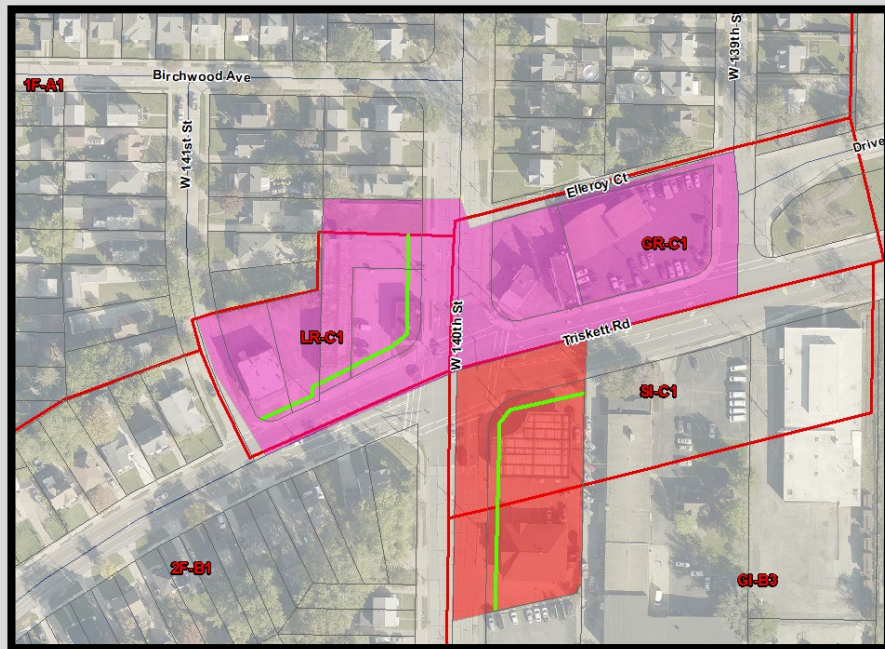 W 139th St
Birchwood Ave
1F-A1
W 141st St
Drive
Elleroy Ct
GR-C1
Triskett Rd
LR-C1
W 140th St
SI-C1
2F-B1
GI-B3